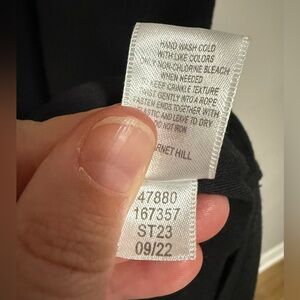 HAND WASH COLD
WITH LIKE COLORS
ONLY NON-CHLORINE BLEACH
WHEN NEEDED
KEEP CRINKLE TEXTURE
TWIST GENTLY INTO A ROPE
FASTEN ENDS TOGETHER WITH
ELASTIC AND LEAVE TO DRY
DO NOT IRON
GARNET HILL
47880
167357
ST23
09/22